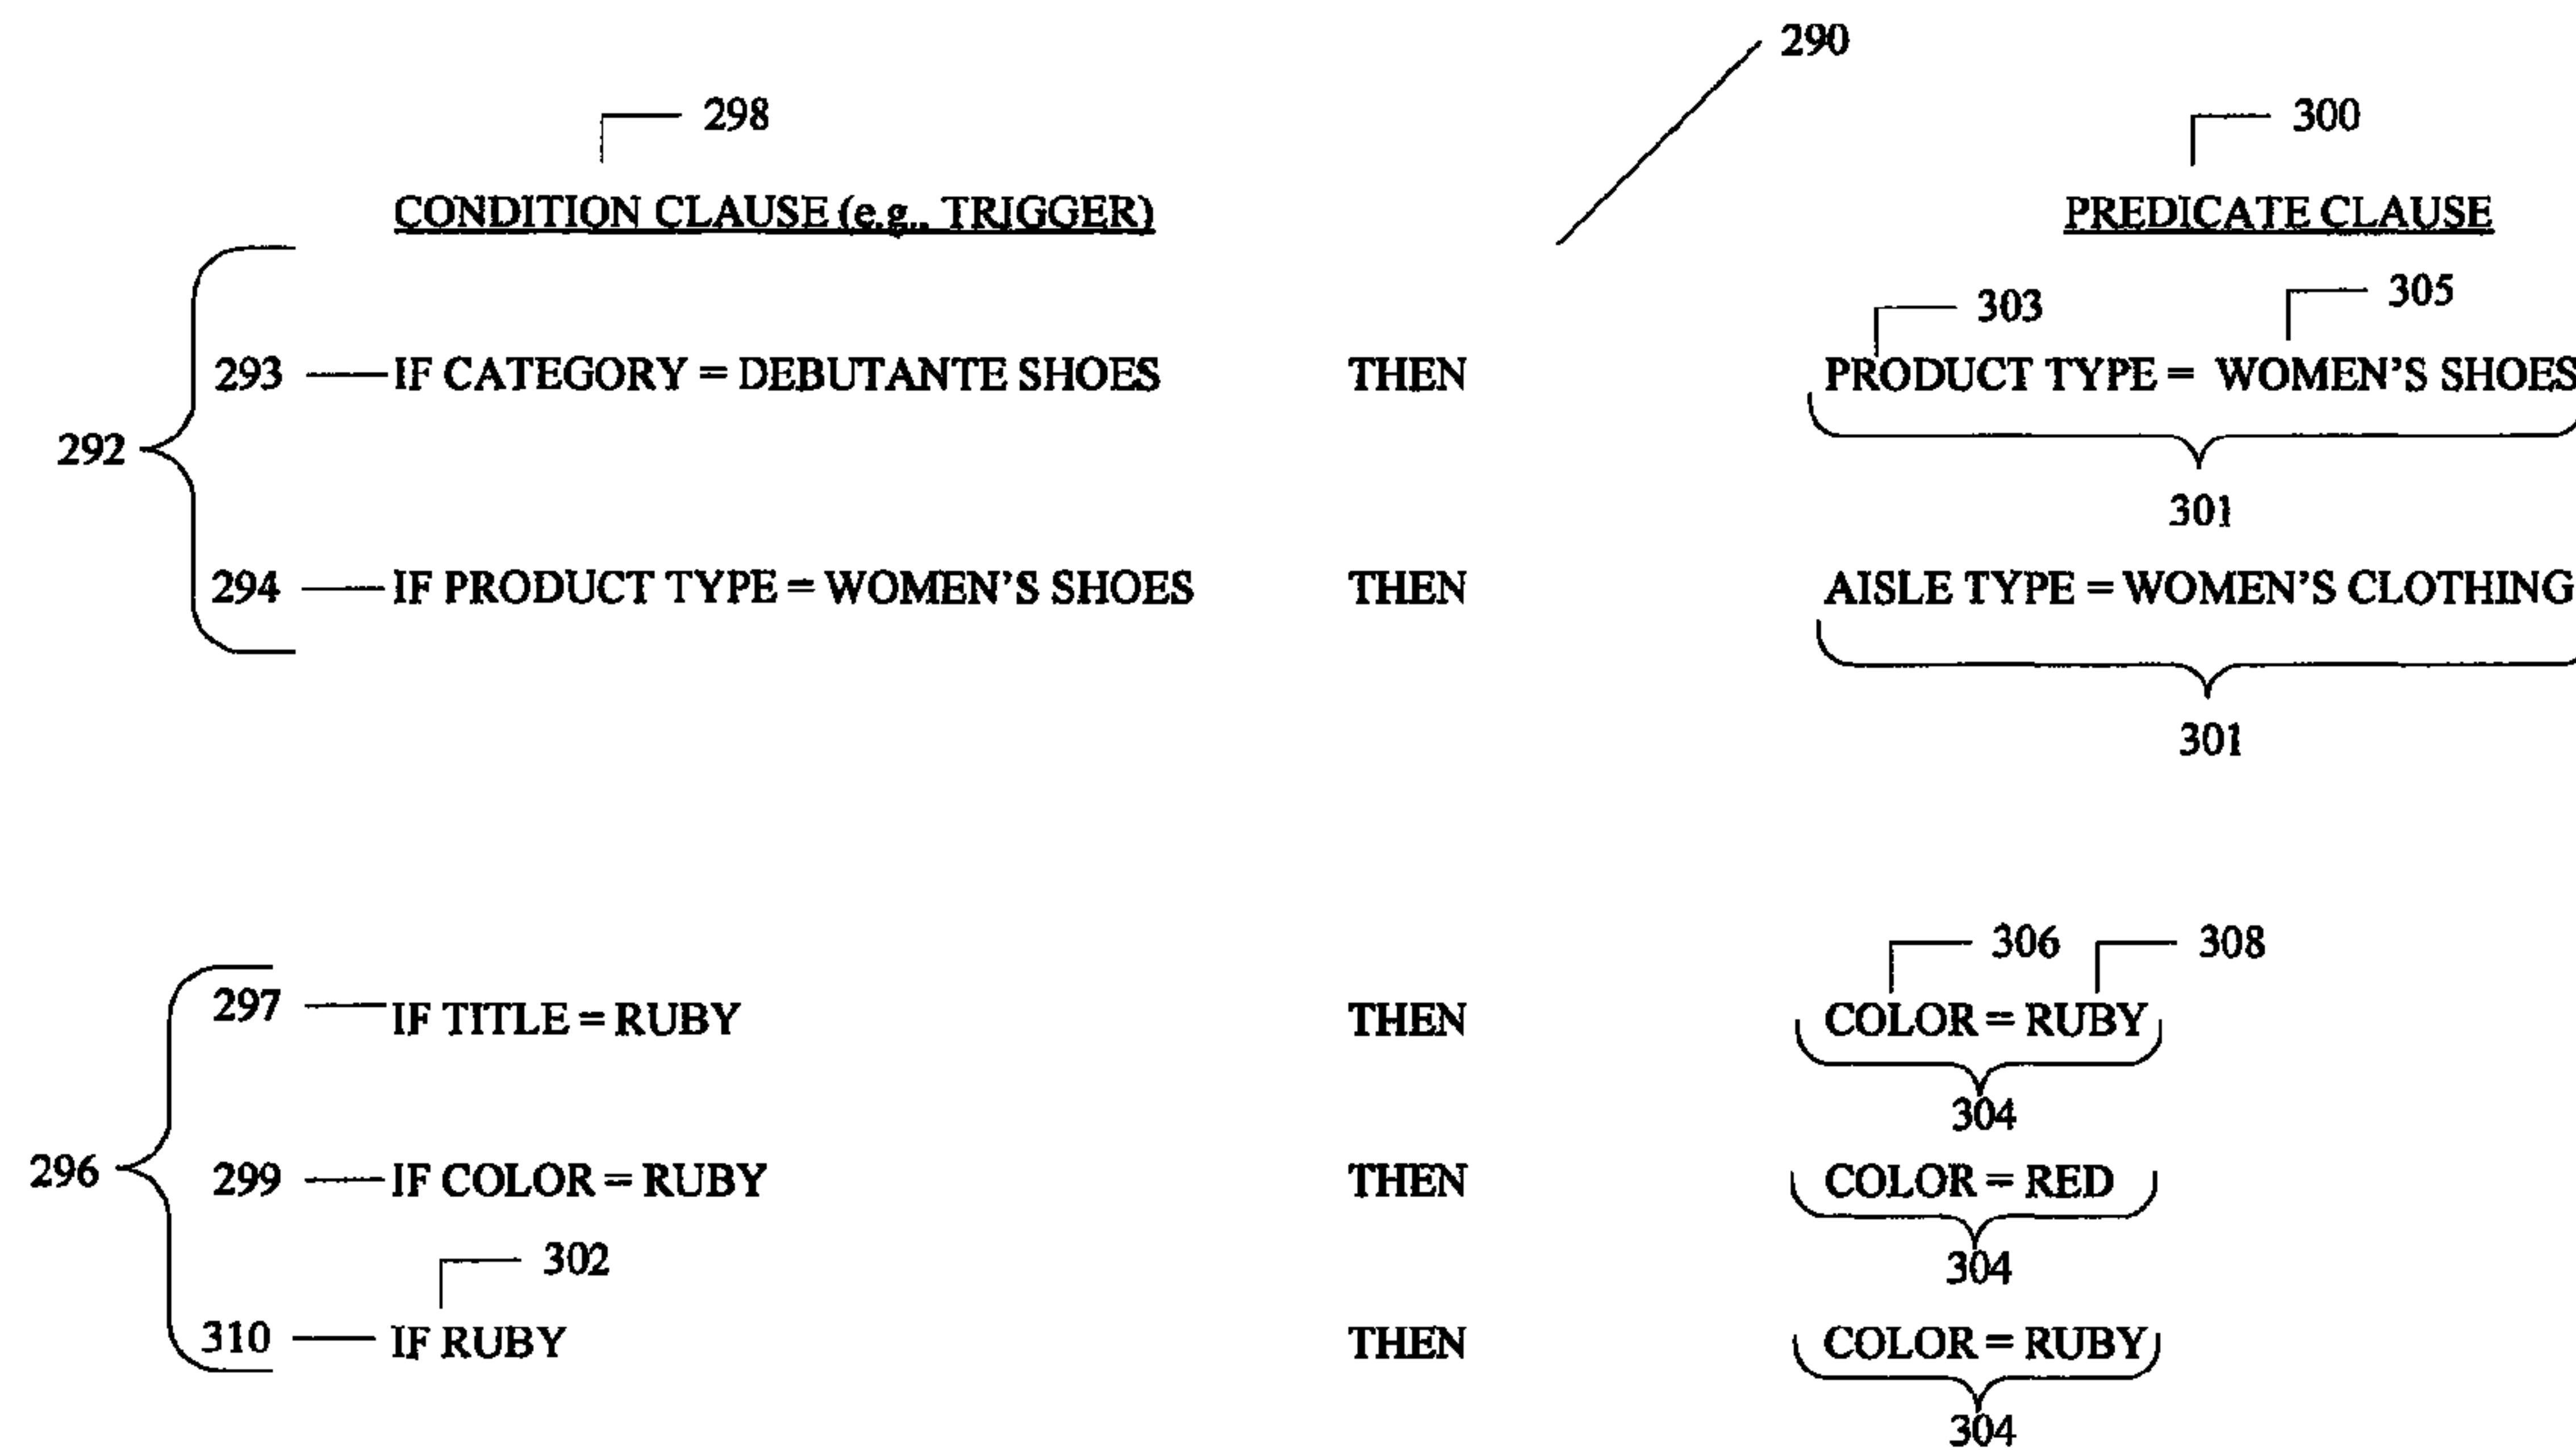 290
298 300
CONDITION CLAUSE (e.g., TRIGGER) PREDICATE CLAUSE
303 305
293 IF CATEGORY = DEBUTANTE SHOES THEN PRODUCT TYPE = WOMEN'S SHOES
292
301
294 IF PRODUCT TYPE = WOMEN'S SHOES THEN AISLE TYPE = WOMEN'S CLOTHING
301
306 308
297 IF TITLE = RUBY THEN COLOR = RUBY
304
296 299 IF COLOR = RUBY THEN COLOR = RED
302 304
310 IF RUBY THEN COLOR = RUBY
304